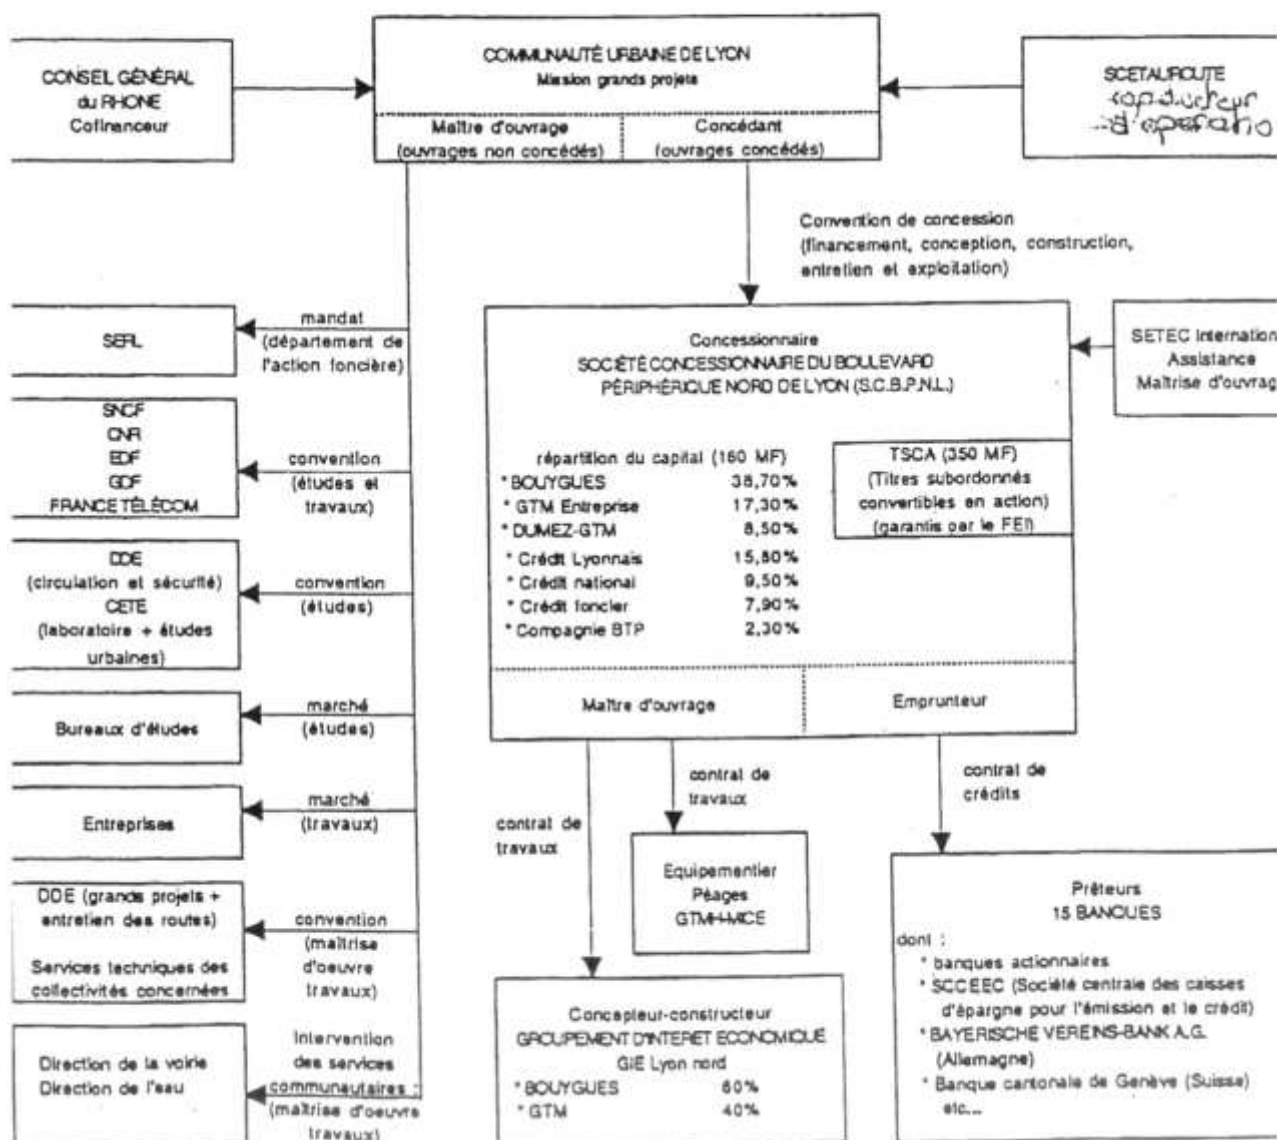 CONSEIL GÉNÉRAL
du RHONE
Cofinanceur
COMMUNAUTÉ URBAINE DE LYON
Mission grands projets
Maître d'ouvrage
(ouvrages non concédés)
Concédant
(ouvrages concédés)
SCETAUROUTE
d'operatio
Convention de concession
(financement, conception, construction,
entretien et exploitation)
SERL
mandat
(département de
l'action foncière)
SNCF
CNR
EDF
GDF
FRANCE TÉLÉCOM
convention
(études et
travaux)
DDE
(circulation et sécurité)
CETE
(laboratoire + études
urbaines)
convention
(études)
Bureaux d'études
marché
(études)
Entreprises
marché
(travaux)
DDE (grands projets +
entretien des routes)
Services techniques des
collectivités concernées
convention
(maîtrise
d'oeuvre
travaux)
Direction de la voirie
Direction de l'eau
Intervention
des services
communautaires :
(maîtrise d'oeuvre
travaux)
Concessionnaire
SOCIÉTÉ CONCESSIONNAIRE DU BOULEVARD
PÉRIPHÉRIQUE NORD DE LYON (S.C.B.P.N.L.)
répartition du capital (160 MF)
* BOUYGUES 38,70%
* GTM Entreprise 17,30%
* DUMEZ-GTM 8,50%
* Crédit Lyonnais 15,80%
* Crédit national 9,50%
* Crédit foncier 7,90%
* Compagnie BTP 2,30%
TSCA (350 MF)
(Titres subordonnés
convertibles en action)
(garantis par le FEI)
Maître d'ouvrage
Emprunteur
SETEC Internation
Assistance
Maîtrise d'ouvrag
contrat de
travaux
contrat de
travaux
contrat de
crédits
Equipementier
Péages
GTMH-MICE
Concepteur-constructeur
GROUPEMENT D'INTERET ECONOMIQUE
GIE Lyon nord
* BOUYGUES 60%
* GTM 40%
Prêteurs
15 BANQUES
dont :
* banques actionnaires
* SCCEEC (Société centrale des caisses
d'épargne pour l'émission et le crédit)
* BAYERISCHE VEREINS-BANK A.G.
(Allemagne)
* Banque cantonale de Genève (Suisse)
etc...